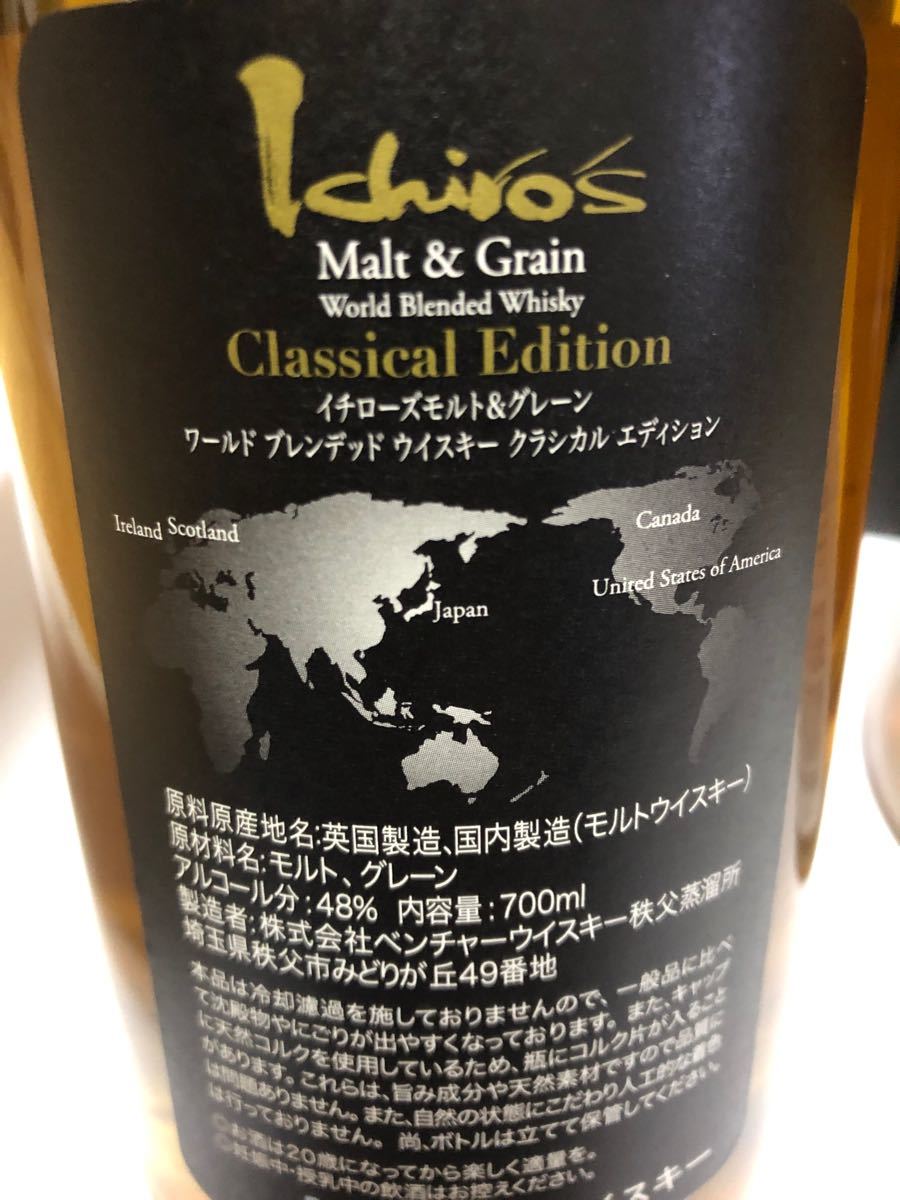 Ichiro's
Malt & Grain
World Blended Whisky
Classical Edition
イチローズモルト&グレーン
ワールド ブレンデッド ウイスキー クラシカル エディション
Ireland Scotland
Canada
United States of America
Japan
原料原産地名:英国製造、国内製造(モルトウイスキー)
原材料名:モルト、グレーン
アルコール分:48% 内容量:700ml
製造者:株式会社ベンチャーウイスキー秩父蒸溜所
埼玉県秩父市みどりが丘49番地
本品は冷却濾過を施しておりませんので、一般品に比べ
て沈殿物やにごりが出やすくなっております。また、キャップ
に天然コルクを使用しているため、瓶にコルク片が入ること
があります。これらは、旨み成分や天然素材ですので品質に
は問題ありません。また、自然の状態にこだわり人工的な着色
は行っておりません。尚、ボトルは立てて保管してください。
◎お酒は20歳になってから楽しく適量を。
◎妊娠中・授乳中の飲酒はお控えください。
イスキー